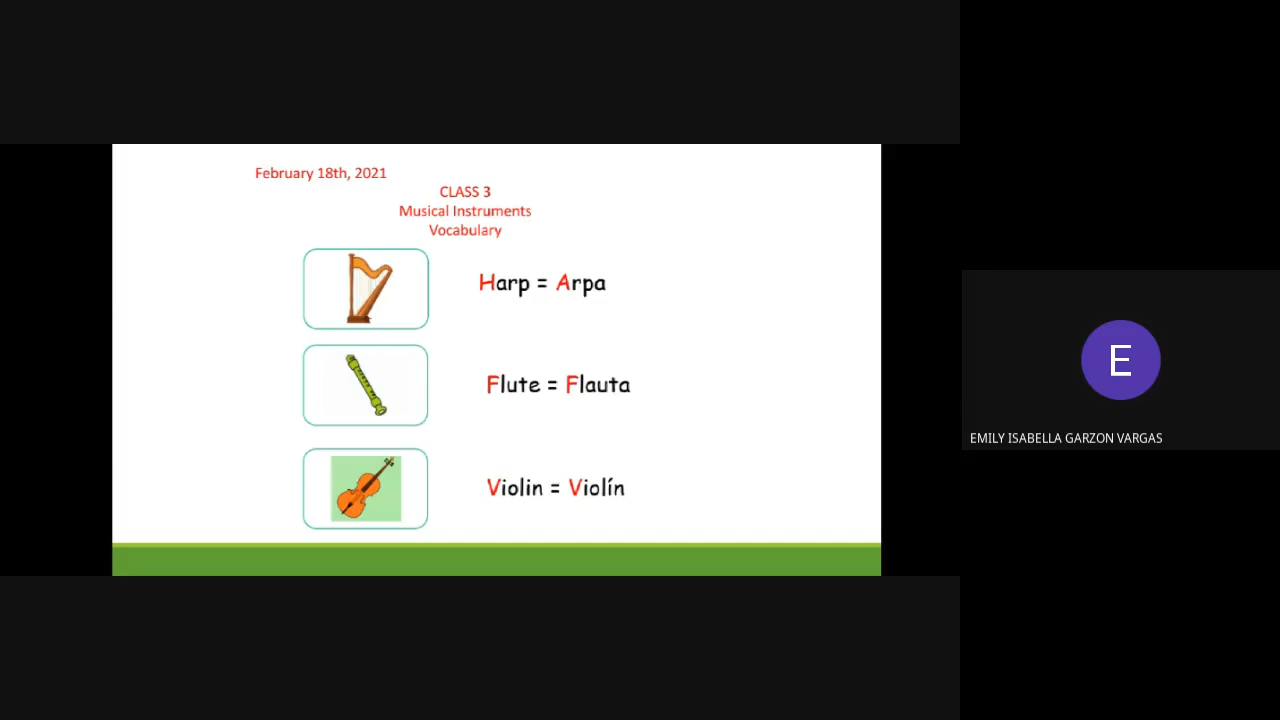 February 18th, 2021
CLASS 3
Musical Instruments
Vocabulary
Harp = Arpa
Flute = Flauta
Violin = Violín
E
EMILY ISABELLA GARZON VARGAS